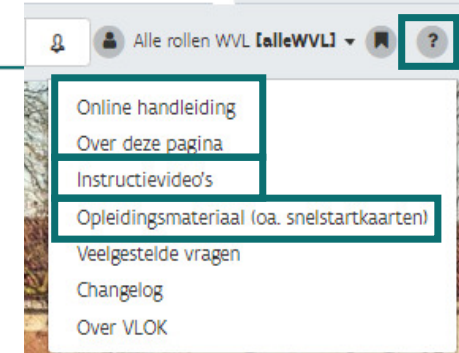 Alle rollen WVL [alleWVL] ?
Online handleiding
Over deze pagina
Instructievideo's
Opleidingsmateriaal (oa. snelstartkaarten)
Veelgestelde vragen
Changelog
Over VLOK